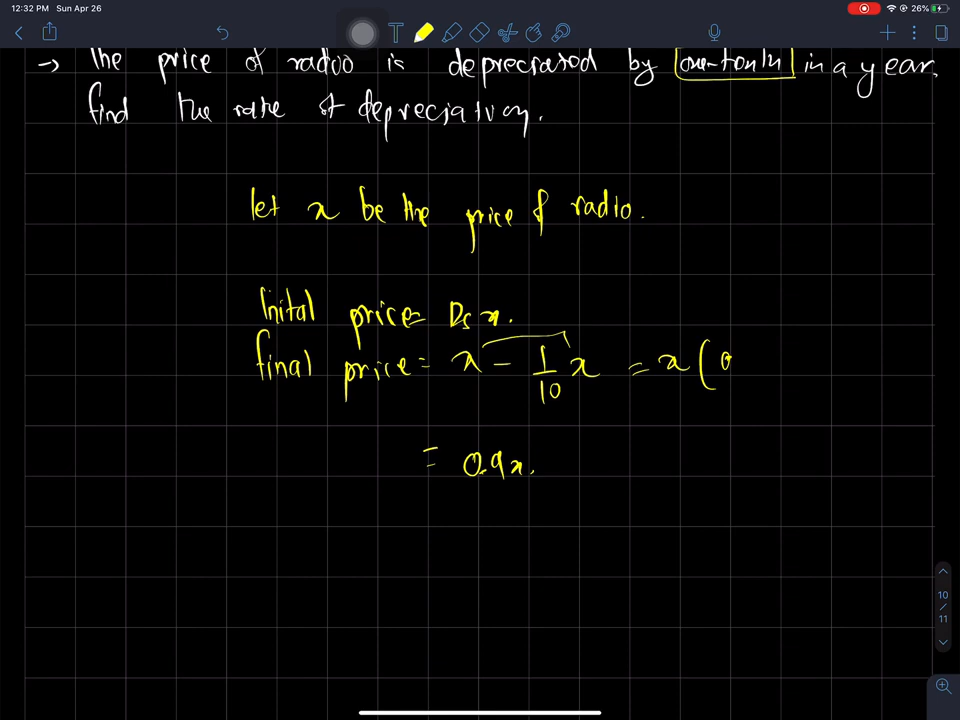 12:32 PM Sun Apr 26 26%
→ the price of radio is depreciated by one-tenth in a year.
find the rate of depreciation.
let x be the price of radio.
Inital price = Rs x.
final price = x - 1/10 x = x (0
= 0.9x.
10
/
11